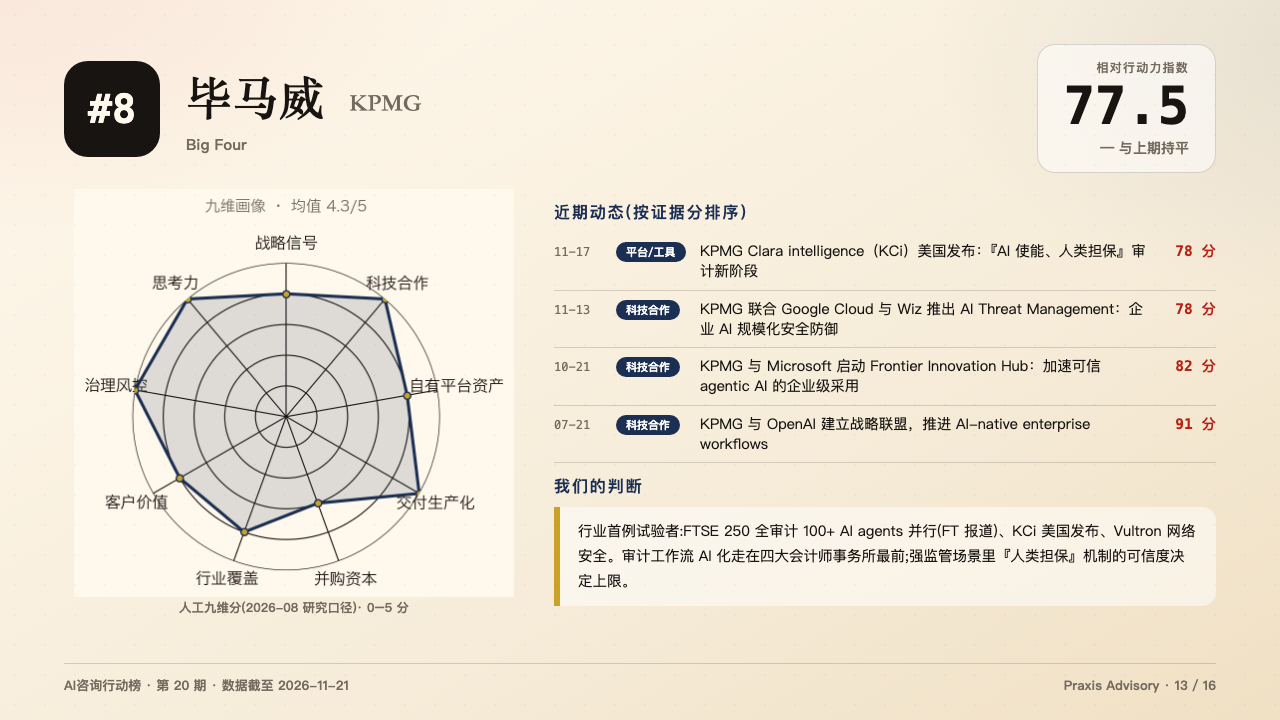 #8
毕马威 KPMG
Big Four
相对行动力指数
77.5
— 与上期持平
九维画像 · 均值 4.3/5
战略信号
思考力
科技合作
治理风控
自有平台资产
客户价值
交付生产化
行业覆盖
并购资本
人工九维分(2026-08 研究口径)· 0—5 分
近期动态(按证据分排序)
11-17 平台/工具 KPMG Clara intelligence（KCi）美国发布：『AI 使能、人类担保』审 78 分
计新阶段
11-13 科技合作 KPMG 联合 Google Cloud 与 Wiz 推出 AI Threat Management：企 78 分
业 AI 规模化安全防御
10-21 科技合作 KPMG 与 Microsoft 启动 Frontier Innovation Hub：加速可信 82 分
agentic AI 的企业级采用
07-21 科技合作 KPMG 与 OpenAI 建立战略联盟，推进 AI-native enterprise 91 分
workflows
我们的判断
行业首例试验者:FTSE 250 全审计 100+ AI agents 并行(FT 报道)、KCi 美国发布、Vultron 网络
安全。审计工作流 AI 化走在四大会计师事务所最前;强监管场景里『人类担保』机制的可信度决
定上限。
AI咨询行动榜 · 第 20 期 · 数据截至 2026-11-21
Praxis Advisory · 13 / 16